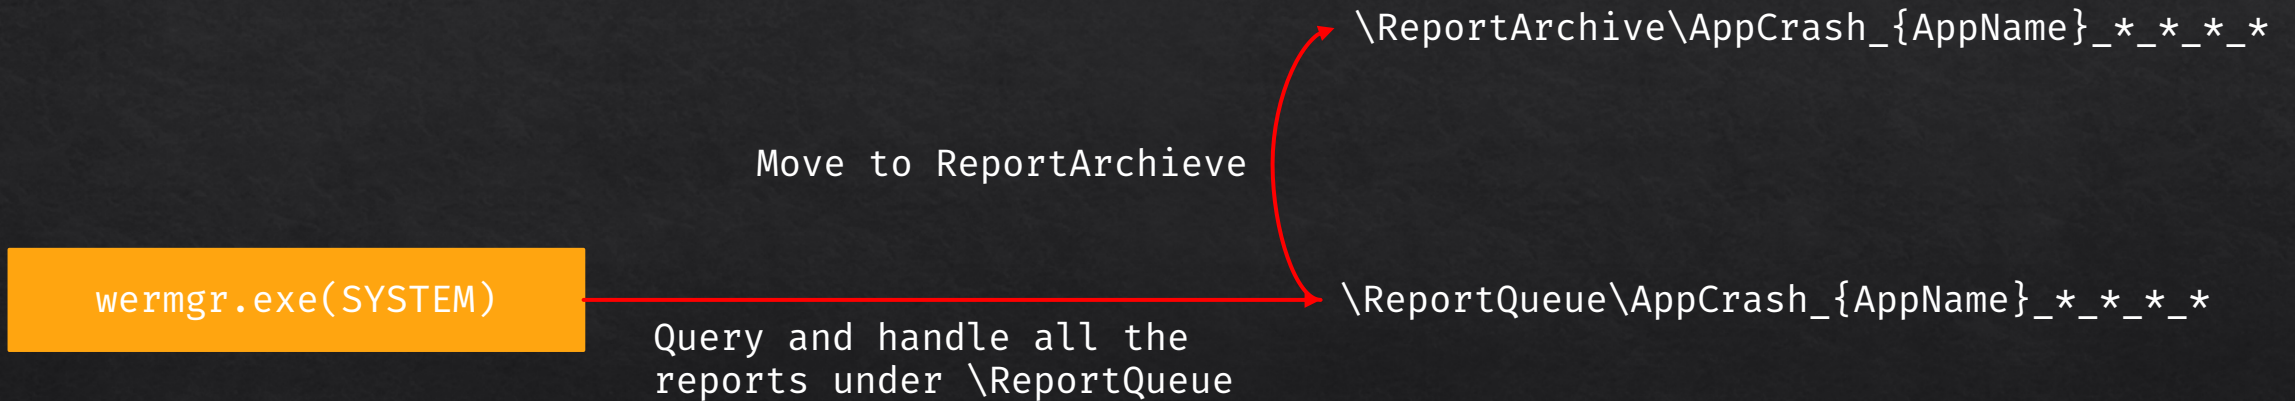 \ReportArchive\AppCrash_{AppName}_*_*_*_*
Move to ReportArchieve
wermgr.exe(SYSTEM)
\ReportQueue\AppCrash_{AppName}_*_*_*_*
Query and handle all the
reports under \ReportQueue